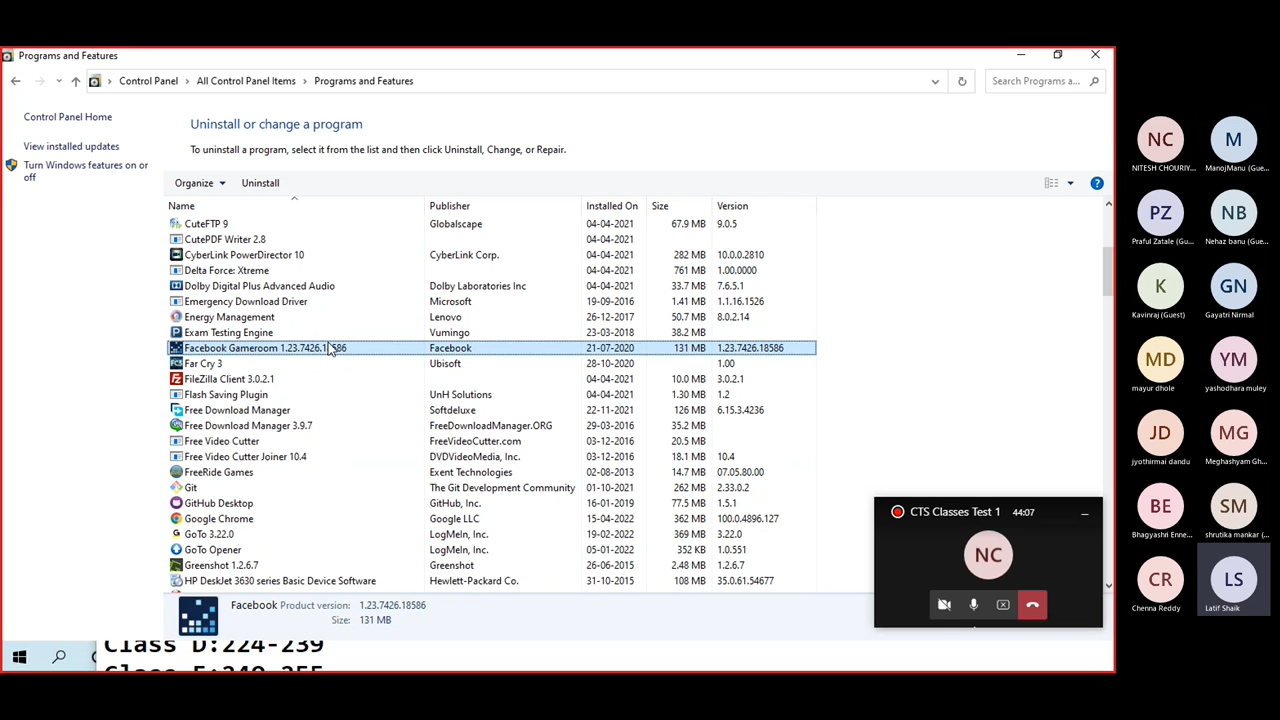 Programs and Features
Control Panel > All Control Panel Items > Programs and Features
Search Programs a...
Control Panel Home
View installed updates
Turn Windows features on or
off
Uninstall or change a program
To uninstall a program, select it from the list and then click Uninstall, Change, or Repair.
Organize Uninstall
Name Publisher Installed On Size Version
CuteFTP 9 Globalscape 04-04-2021 67.9 MB 9.0.5
CutePDF Writer 2.8 04-04-2021
CyberLink PowerDirector 10 CyberLink Corp. 04-04-2021 282 MB 10.0.0.2810
Delta Force: Xtreme 04-04-2021 761 MB 1.00.0000
Dolby Digital Plus Advanced Audio Dolby Laboratories Inc 04-04-2021 33.7 MB 7.6.5.1
Emergency Download Driver Microsoft 19-09-2016 1.41 MB 1.1.16.1526
Energy Management Lenovo 26-12-2017 50.7 MB 8.0.2.14
Exam Testing Engine Vumingo 23-03-2018 38.2 MB
Facebook Gameroom 1.23.7426.18586 Facebook 21-07-2020 131 MB 1.23.7426.18586
Far Cry 3 Ubisoft 28-10-2020 1.00
FileZilla Client 3.0.2.1 04-04-2021 10.0 MB 3.0.2.1
Flash Saving Plugin UnH Solutions 04-04-2021 1.30 MB 1.2
Free Download Manager Softdeluxe 22-11-2021 126 MB 6.15.3.4236
Free Download Manager 3.9.7 FreeDownloadManager.ORG 29-03-2016 35.2 MB
Free Video Cutter FreeVideoCutter.com 03-12-2016 20.5 MB
Free Video Cutter Joiner 10.4 DVDVideoMedia, Inc. 03-12-2016 18.1 MB 10.4
FreeRide Games Exent Technologies 02-08-2013 14.7 MB 07.05.80.00
Git The Git Development Community 01-10-2021 262 MB 2.33.0.2
GitHub Desktop GitHub, Inc. 16-01-2019 77.5 MB 1.5.1
Google Chrome Google LLC 15-04-2022 362 MB 100.0.4896.127
GoTo 3.22.0 LogMeIn, Inc. 19-02-2022 369 MB 3.22.0
GoTo Opener LogMeIn, Inc. 05-01-2022 352 KB 1.0.551
Greenshot 1.2.6.7 Greenshot 26-06-2015 2.48 MB 1.2.6.7
HP DeskJet 3630 series Basic Device Software Hewlett-Packard Co. 31-10-2015 108 MB 35.0.61.54677
Facebook Product version: 1.23.7426.18586
Size: 131 MB
Class D:224-239
Class E:240-255
CTS Classes Test 1 44:07
NC
NC M
NITESH CHOURIY... ManojManu (Gue...
PZ NB
Praful Zatale (Gu... Nehaz banu (Gue...
K GN
Kavinraj (Guest) Gayatri Nirmal
MD YM
mayur dhole yashodhara muley
JD MG
jyothirmai dandu Meghashyam Gh...
BE SM
Bhagyashri Enne... shrutika mankar (...
CR LS
Chenna Reddy Latif Shaik